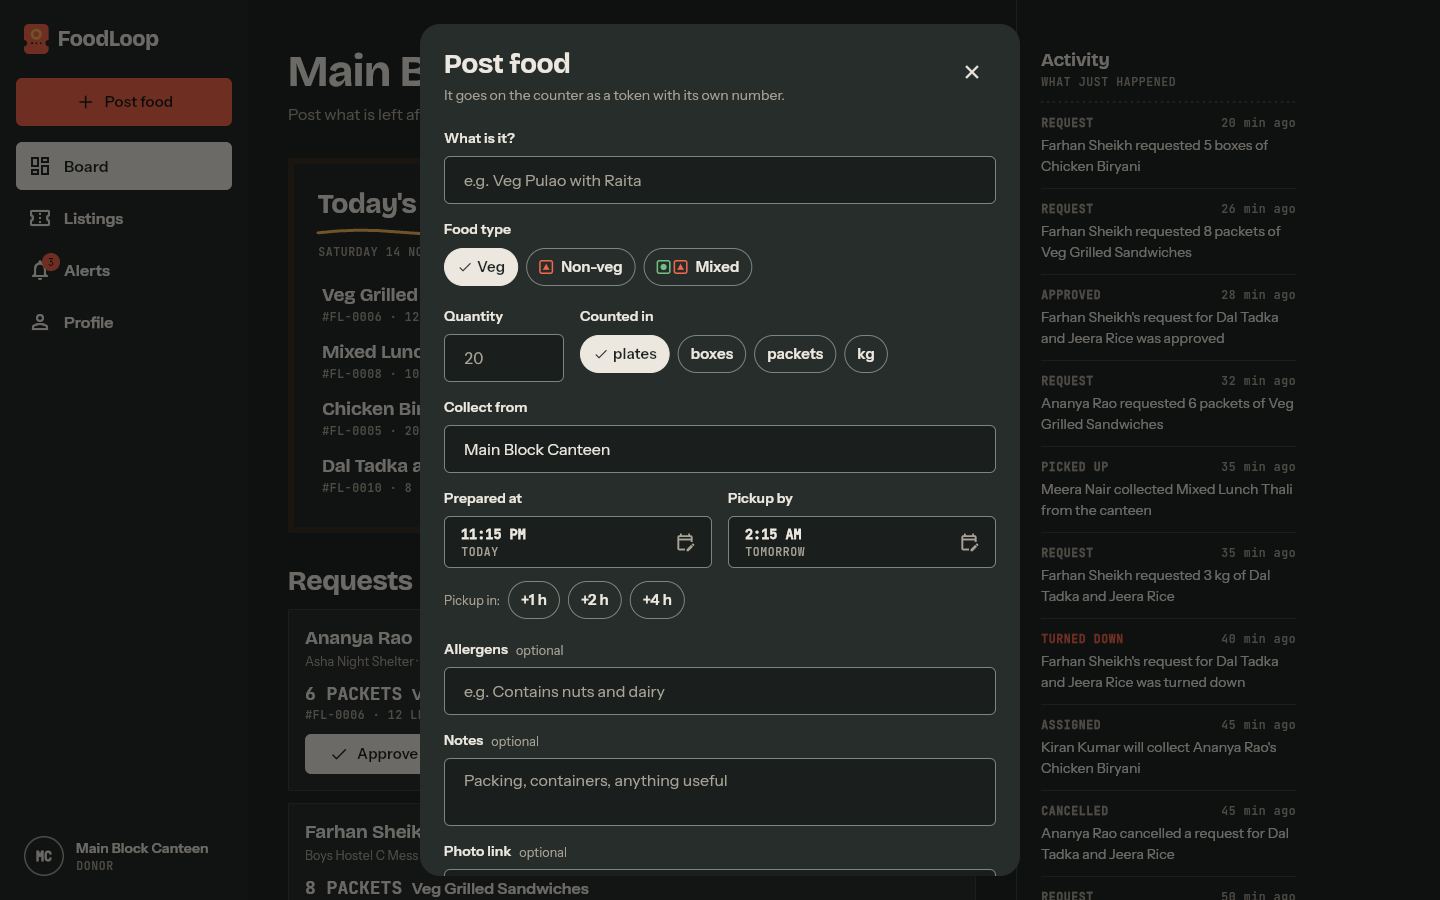 FoodLoop
Post food
Board
Listings
3
Alerts
Profile
MC
Main Block Canteen
DONOR
Main B
Post what is left af
Today's
SATURDAY 14 NO
Veg Grilled
#FL-0006 · 12
Mixed Lunc
#FL-0008 · 10
Chicken Bir
#FL-0005 · 20
Dal Tadka a
#FL-0010 · 8
Requests
Ananya Rao
Asha Night Shelter ·
6 PACKETS
#FL-0006 · 12 L
Approve
Farhan Sheik
Boys Hostel C Mess
8 PACKETS Veg Grilled Sandwiches
Post food
It goes on the counter as a token with its own number.
What is it?
e.g. Veg Pulao with Raita
Food type
Veg
Non-veg
Mixed
Quantity
Counted in
20
plates
boxes
packets
kg
Collect from
Main Block Canteen
Prepared at
Pickup by
11:15 PM
TODAY
2:15 AM
TOMORROW
Pickup in:
+1 h
+2 h
+4 h
Allergens optional
e.g. Contains nuts and dairy
Notes optional
Packing, containers, anything useful
Photo link optional
Activity
WHAT JUST HAPPENED
REQUEST 20 min ago
Farhan Sheikh requested 5 boxes of
Chicken Biryani
REQUEST 26 min ago
Farhan Sheikh requested 8 packets of
Veg Grilled Sandwiches
APPROVED 28 min ago
Farhan Sheikh's request for Dal Tadka
and Jeera Rice was approved
REQUEST 32 min ago
Ananya Rao requested 6 packets of Veg
Grilled Sandwiches
PICKED UP 35 min ago
Meera Nair collected Mixed Lunch Thali
from the canteen
REQUEST 35 min ago
Farhan Sheikh requested 3 kg of Dal
Tadka and Jeera Rice
TURNED DOWN 40 min ago
Farhan Sheikh's request for Dal Tadka
and Jeera Rice was turned down
ASSIGNED 45 min ago
Kiran Kumar will collect Ananya Rao's
Chicken Biryani
CANCELLED 45 min ago
Ananya Rao cancelled a request for Dal
Tadka and Jeera Rice
REQUEST 50 min ago